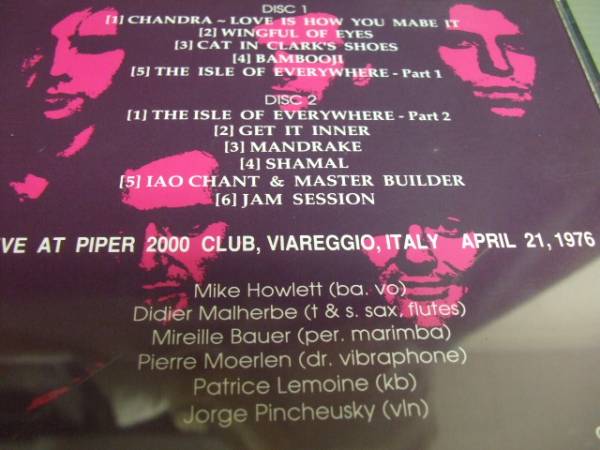 DISC 1
[1] CHANDRA ~ LOVE IS HOW YOU MABE IT
[2] WINGFUL OF EYES
[3] CAT IN CLARK'S SHOES
[4] BAMBOOJI
[5] THE ISLE OF EVERYWHERE - Part 1
DISC 2
[1] THE ISLE OF EVERYWHERE - Part 2
[2] GET IT INNER
[3] MANDRAKE
[4] SHAMAL
[5] IAO CHANT & MASTER BUILDER
[6] JAM SESSION
VE AT PIPER 2000 CLUB, VIAREGGIO, ITALY APRIL 21, 1976
Mike Howlett (ba. vo)
Didier Malherbe (t & s. sax, flutes)
Mireille Bauer (per. marimba)
Pierre Moerlen (dr. vibraphone)
Patrice Lemoine (kb)
Jorge Pincheusky (vln)